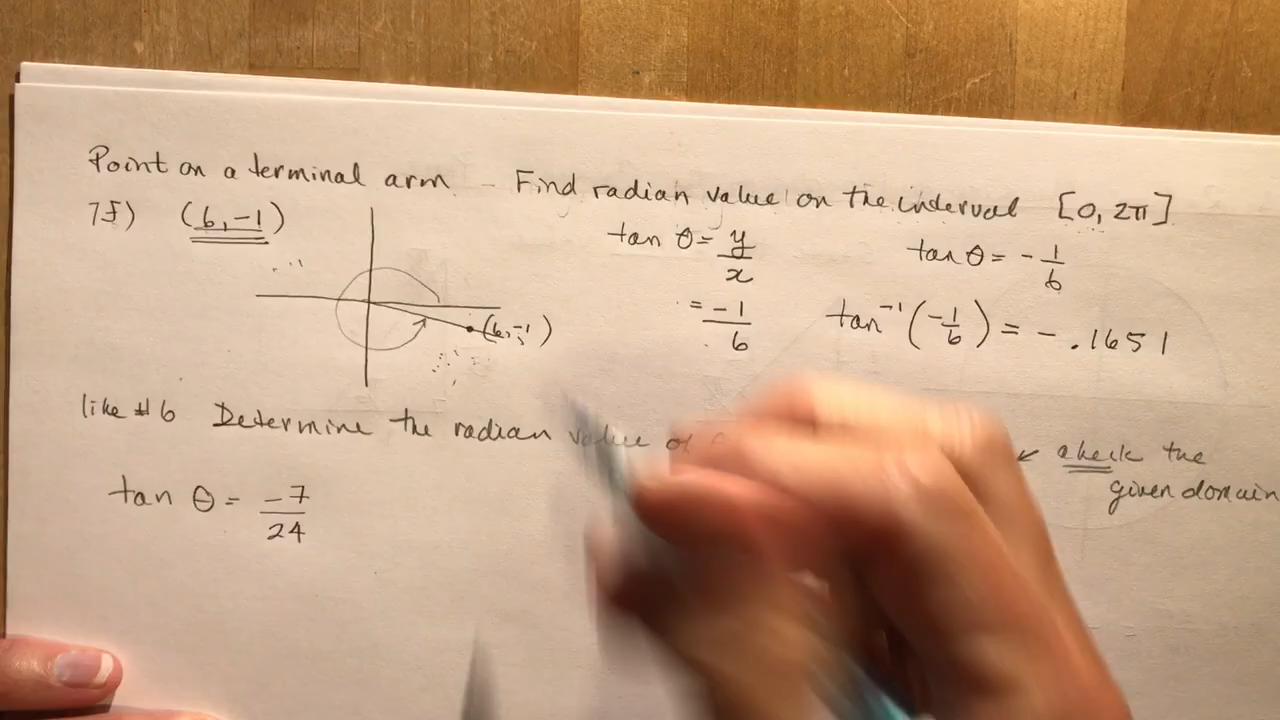 Point on a terminal arm - Find radian value on the interval [0, 2π]
7f) (6, -1)
tan θ = y/x
= -1/6
tan θ = -1/6
tan⁻¹(-1/6) = -.1651
(6, -1)
like #6 Determine the radian value of
← check the
given domain
tan θ = -7/24